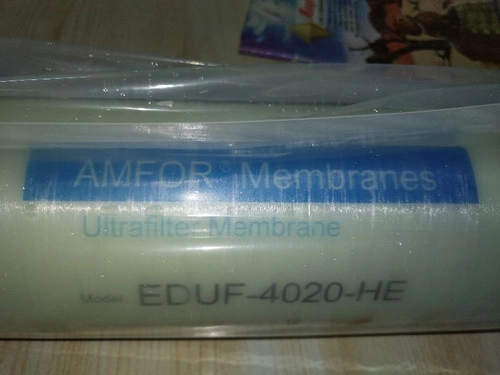 AMFOR® Membranes
Ultrafilter Membrane
Model EDUF-4020-HE